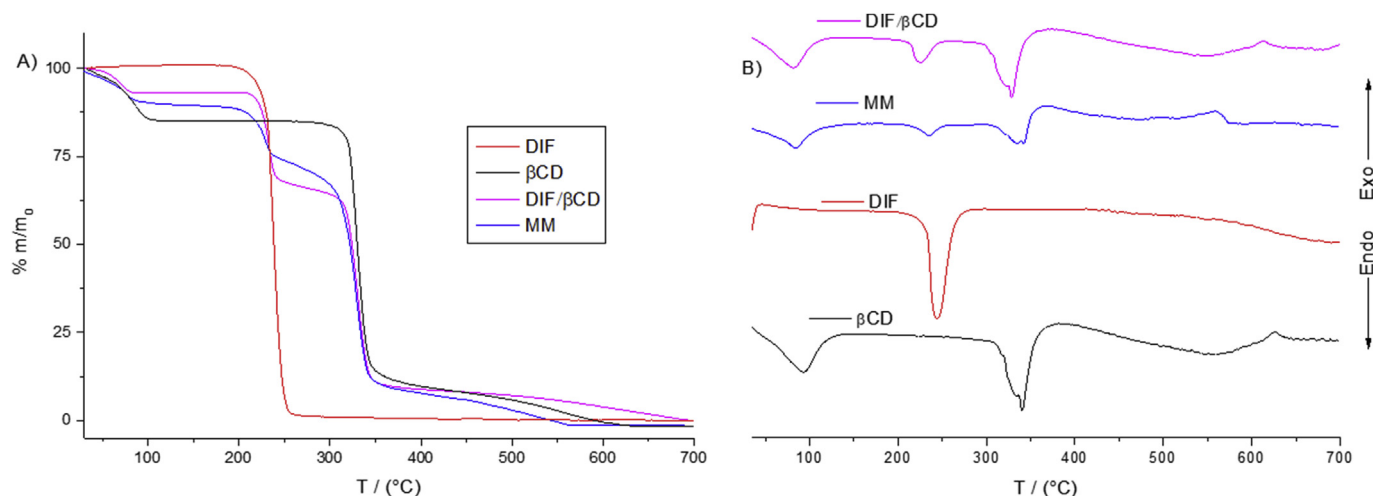 A)
100
75
50
25
0
% m/m₀
100 200 300 400 500 600 700
T / (°C)
DIF
βCD
DIF/βCD
MM
B)
DIF/βCD
MM
DIF
βCD
Exo
Endo
100 200 300 400 500 600 700
T / (°C)